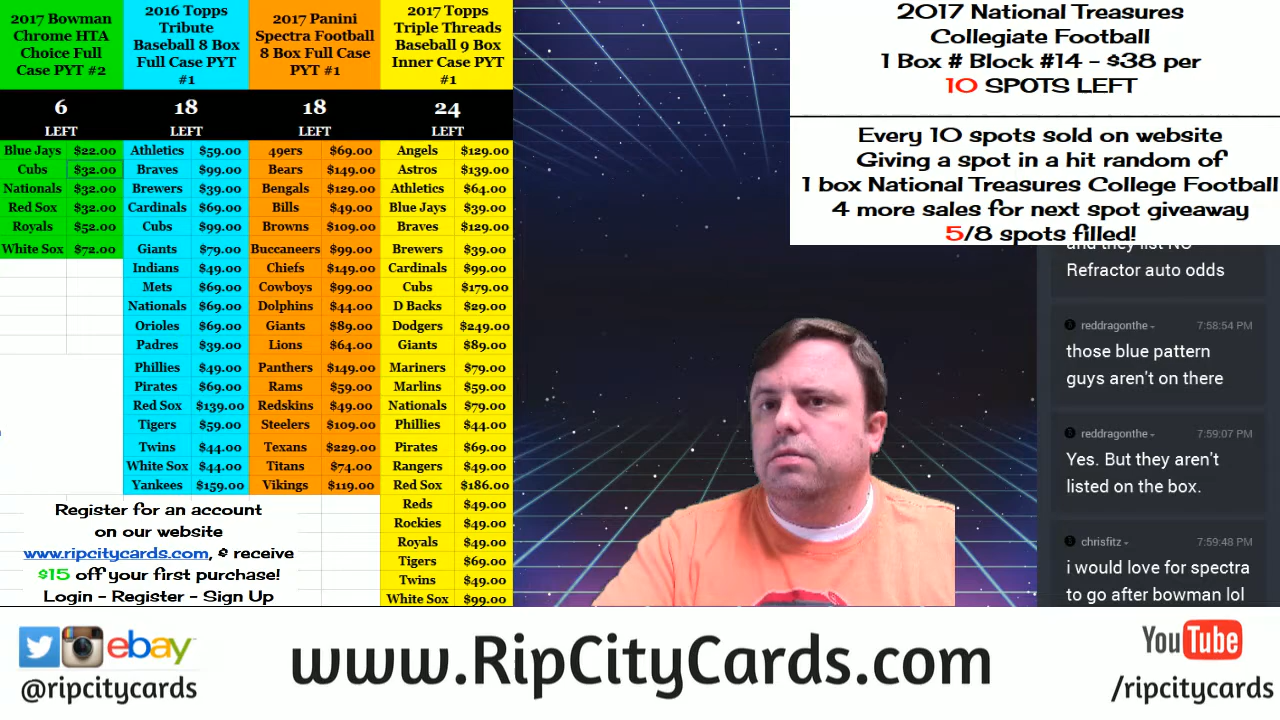 2017 Bowman
Chrome HTA
Choice Full
Case PYT #2
6
LEFT
Blue Jays $22.00
Cubs $32.00
Nationals $32.00
Red Sox $32.00
Royals $52.00
White Sox $72.00
2016 Topps
Tribute
Baseball 8 Box
Full Case PYT
#1
18
LEFT
Athletics $59.00
Braves $99.00
Brewers $39.00
Cardinals $69.00
Cubs $99.00
Giants $79.00
Indians $49.00
Mets $69.00
Nationals $69.00
Orioles $69.00
Padres $39.00
Phillies $49.00
Pirates $69.00
Red Sox $139.00
Tigers $59.00
Twins $44.00
White Sox $44.00
Yankees $159.00
2017 Panini
Spectra Football
8 Box Full Case
PYT #1
18
LEFT
49ers $69.00
Bears $149.00
Bengals $129.00
Bills $49.00
Browns $109.00
Buccaneers $99.00
Chiefs $149.00
Cowboys $99.00
Dolphins $44.00
Giants $89.00
Lions $64.00
Panthers $149.00
Rams $59.00
Redskins $49.00
Steelers $109.00
Texans $229.00
Titans $74.00
Vikings $119.00
2017 Topps
Triple Threads
Baseball 9 Box
Inner Case PYT
#1
24
LEFT
Angels $129.00
Astros $139.00
Athletics $64.00
Blue Jays $39.00
Braves $129.00
Brewers $39.00
Cardinals $99.00
Cubs $179.00
D Backs $29.00
Dodgers $249.00
Giants $89.00
Mariners $79.00
Marlins $59.00
Nationals $79.00
Phillies $44.00
Pirates $69.00
Rangers $49.00
Red Sox $186.00
Reds $49.00
Rockies $49.00
Royals $49.00
Tigers $69.00
Twins $49.00
White Sox $99.00
Register for an account
on our website
www.ripcitycards.com, & receive
$15 off your first purchase!
Login - Register - Sign Up
2017 National Treasures
Collegiate Football
1 Box # Block #14 - $38 per
10 SPOTS LEFT
Every 10 spots sold on website
Giving a spot in a hit random of
1 box National Treasures College Football
4 more sales for next spot giveaway
5/8 spots filled!
and they list NO
Refractor auto odds
reddragonthe 7:58:54 PM
those blue pattern
guys aren't on there
reddragonthe 7:59:07 PM
Yes. But they aren't
listed on the box.
chrisfitz 7:59:48 PM
i would love for spectra
to go after bowman lol
ebay™
@ripcitycards
www.RipCityCards.com
YouTube
/ripcitycards